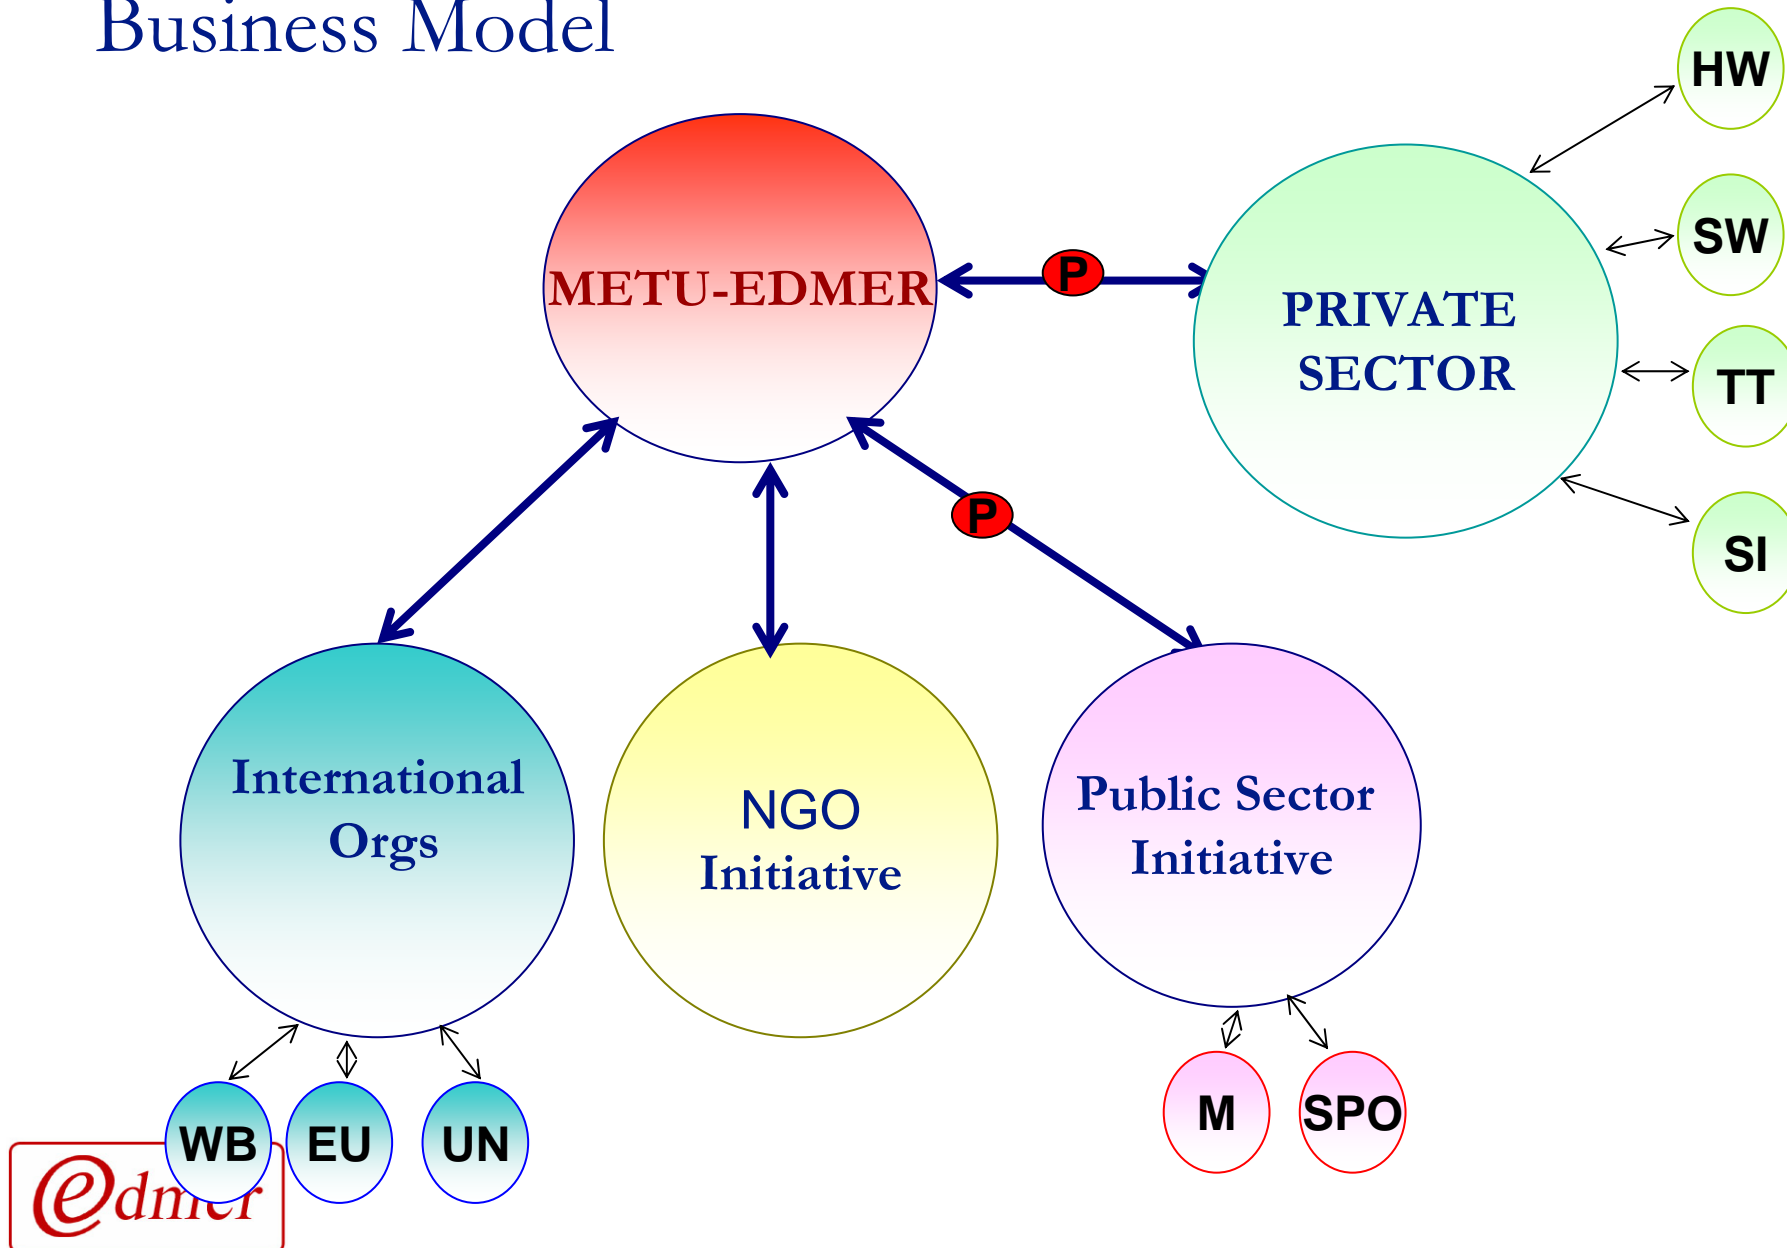 Business Model
HW
METU-EDMER
P
PRIVATE
SECTOR
SW
TT
SI
P
International
Orgs
NGO
Initiative
Public Sector
Initiative
WB
EU
UN
M
SPO
edmer